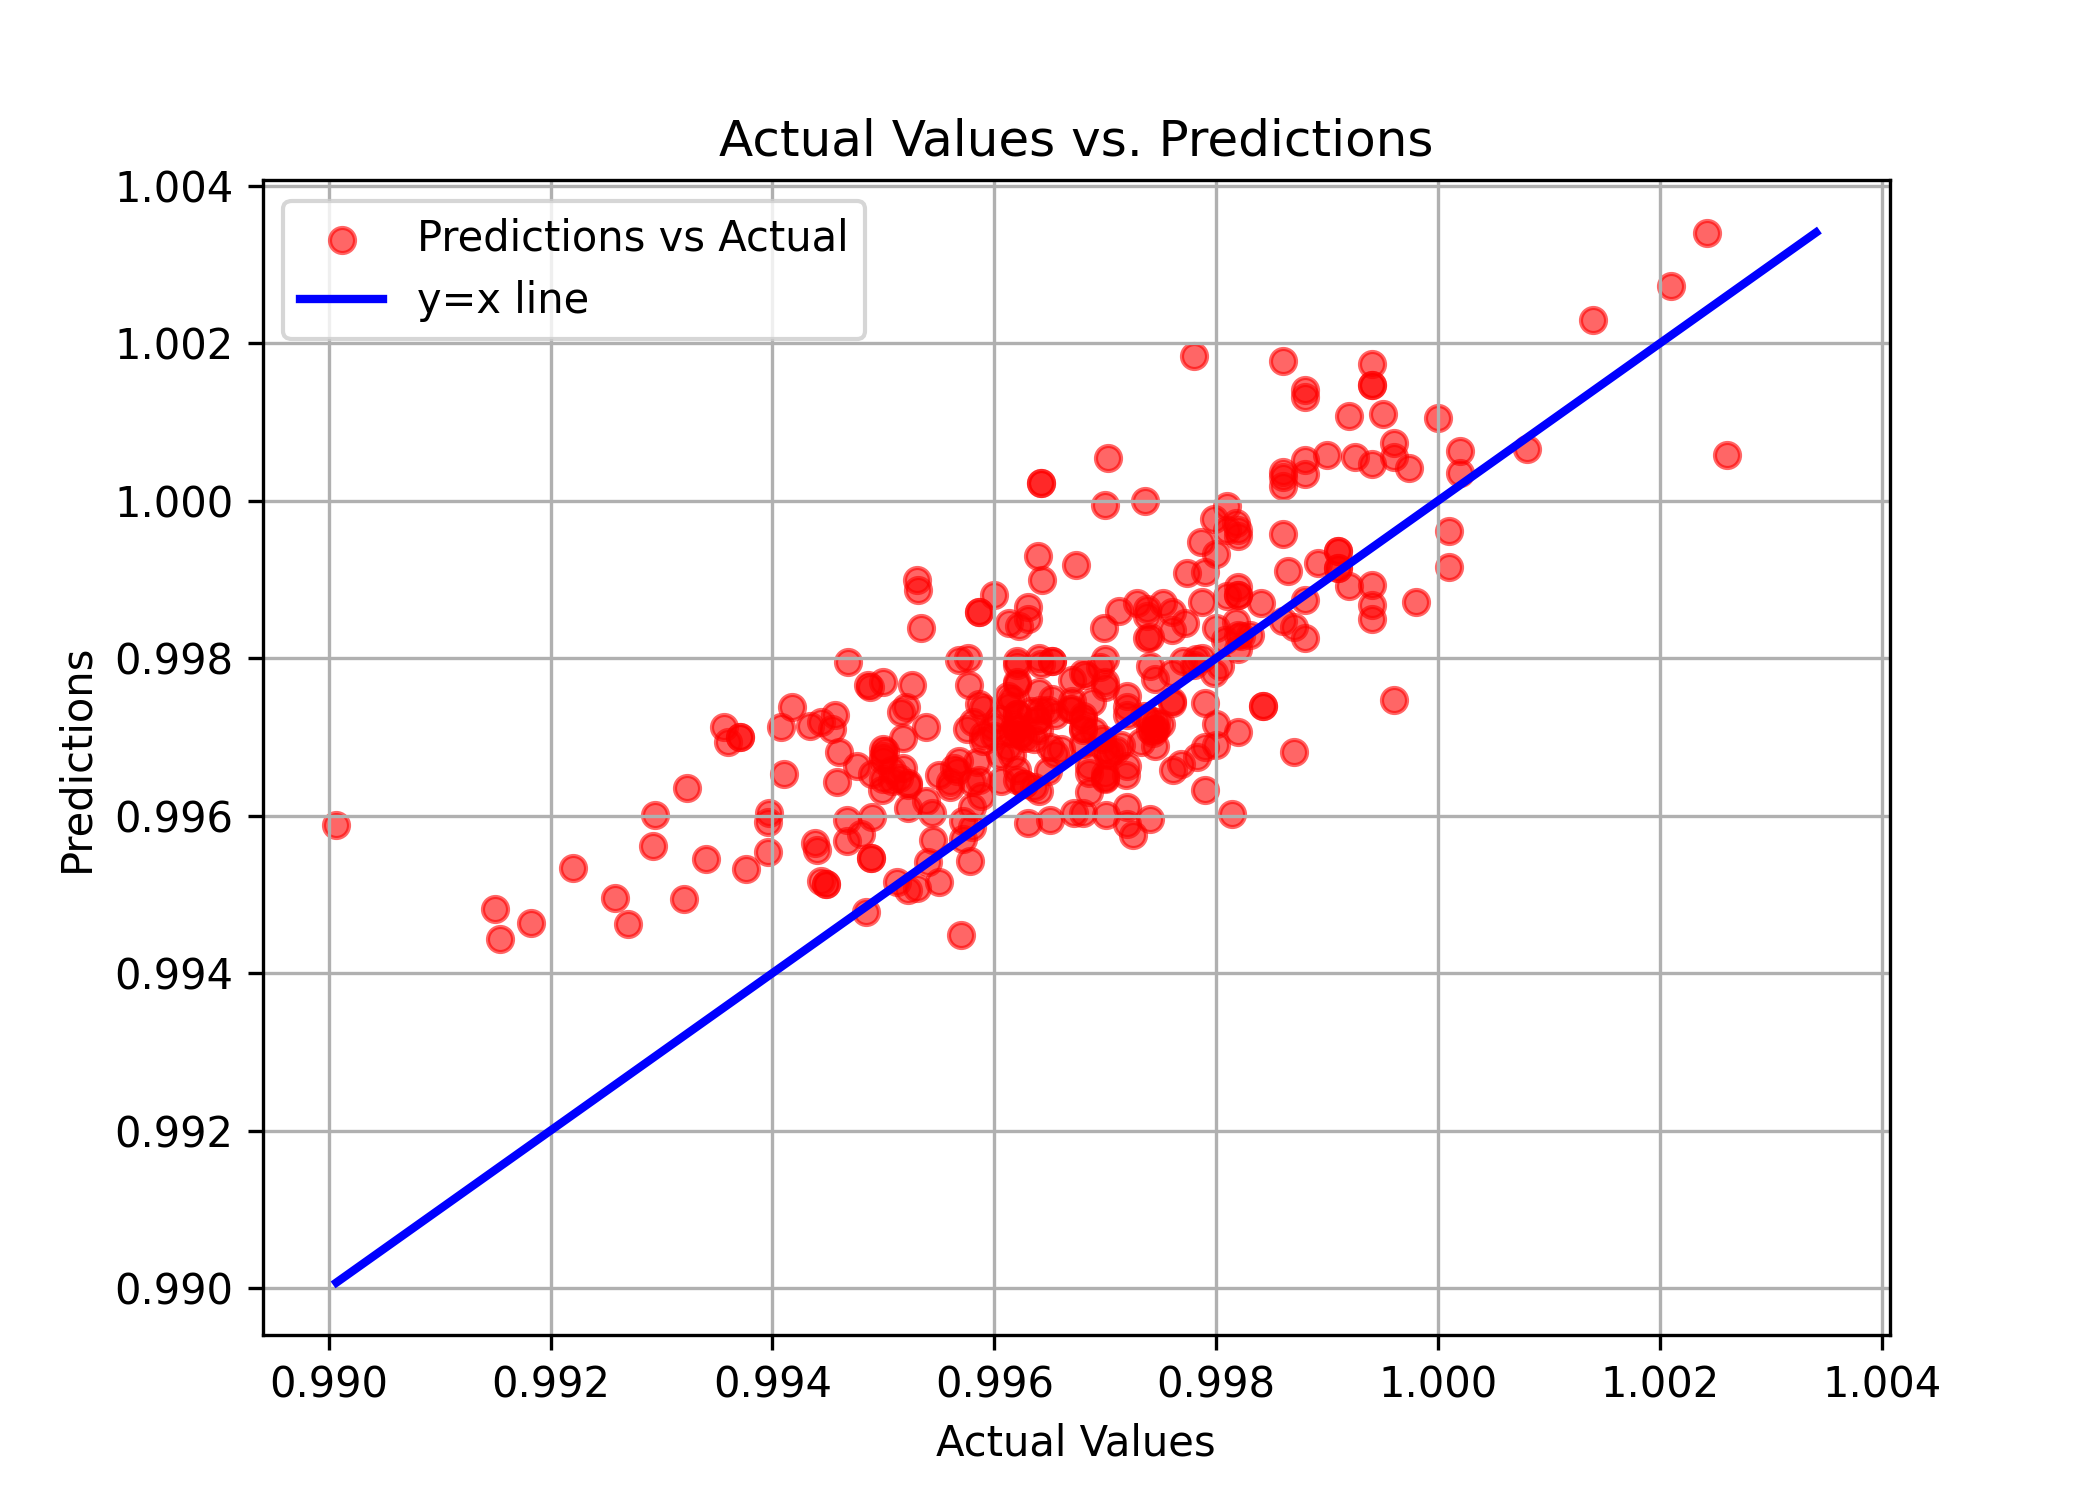 Actual Values vs. Predictions
1.004
1.002
1.000
0.998
0.996
0.994
0.992
0.990
Predictions
Predictions vs Actual
y=x line
0.990 0.992 0.994 0.996 0.998 1.000 1.002 1.004
Actual Values